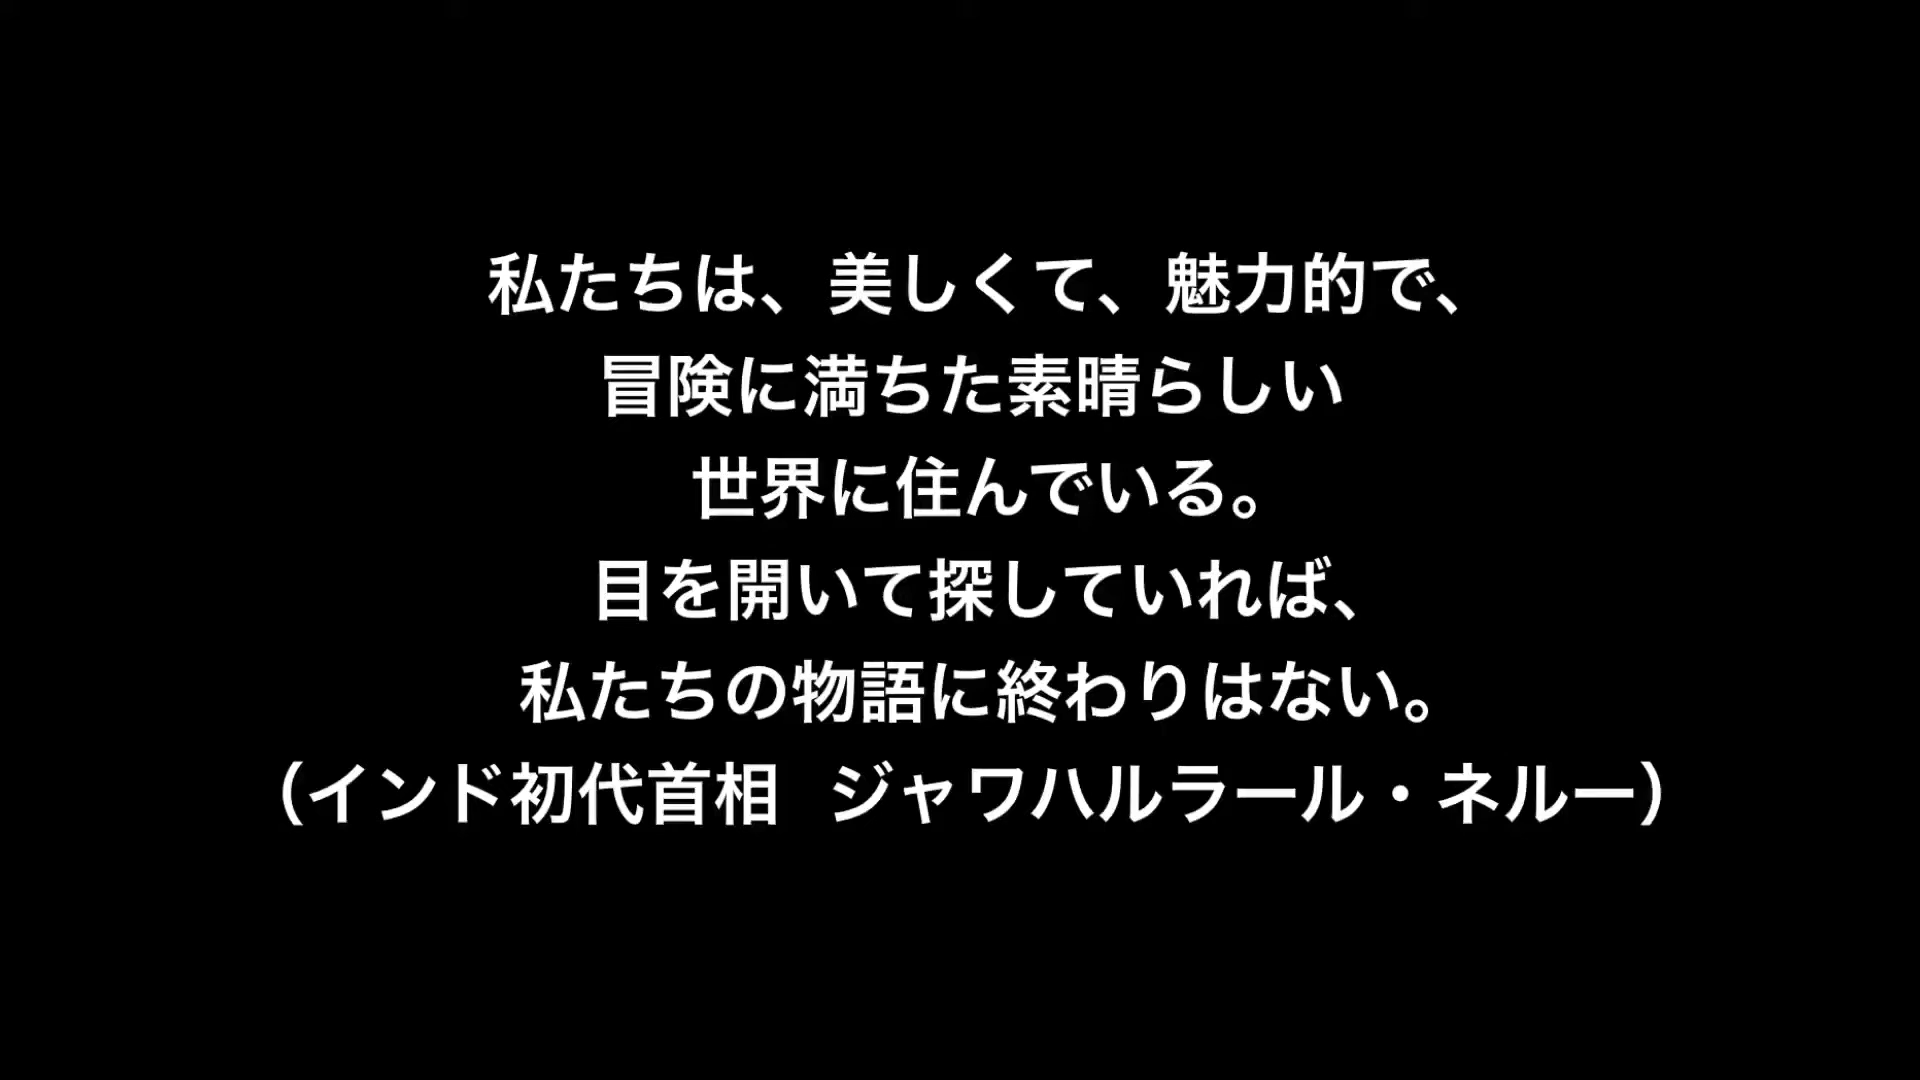 私たちは、美しくて、魅力的で、
冒険に満ちた素晴らしい
世界に住んでいる。
目を開いて探していれば、
私たちの物語に終わりはない。
（インド初代首相 ジャワハルラール・ネルー）